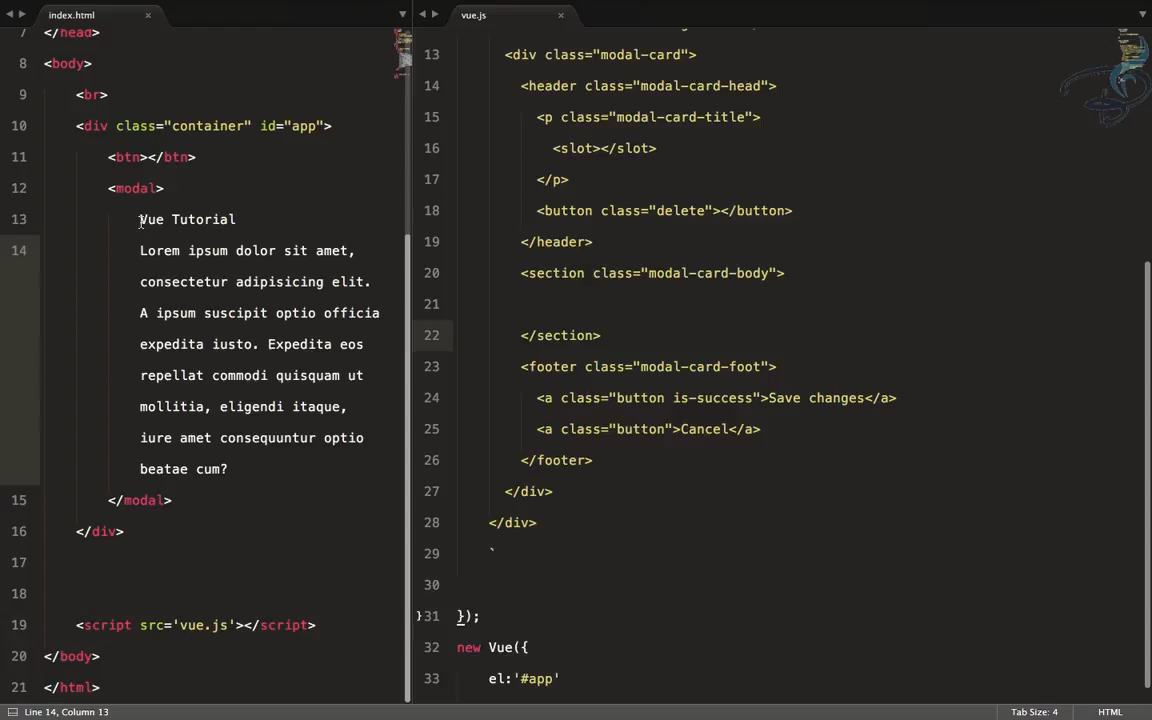 index.html
7 </head>
8 <body>
9 <br>
10 <div class="container" id="app">
11 <btn></btn>
12 <modal>
13 Vue Tutorial
14 Lorem ipsum dolor sit amet,
consectetur adipisicing elit.
A ipsum suscipit optio officia
expedita iusto. Expedita eos
repellat commodi quisquam ut
mollitia, eligendi itaque,
iure amet consequuntur optio
beatae cum?
15 </modal>
16 </div>
17
18
19 <script src='vue.js'></script>
20 </body>
21 </html>
vue.js
13 <div class="modal-card">
14 <header class="modal-card-head">
15 <p class="modal-card-title">
16 <slot></slot>
17 </p>
18 <button class="delete"></button>
19 </header>
20 <section class="modal-card-body">
21
22 </section>
23 <footer class="modal-card-foot">
24 <a class="button is-success">Save changes</a>
25 <a class="button">Cancel</a>
26 </footer>
27 </div>
28 </div>
29 `
30
}31 });
32 new Vue({
33 el:'#app'
Line 14, Column 13
Tab Size: 4
HTML